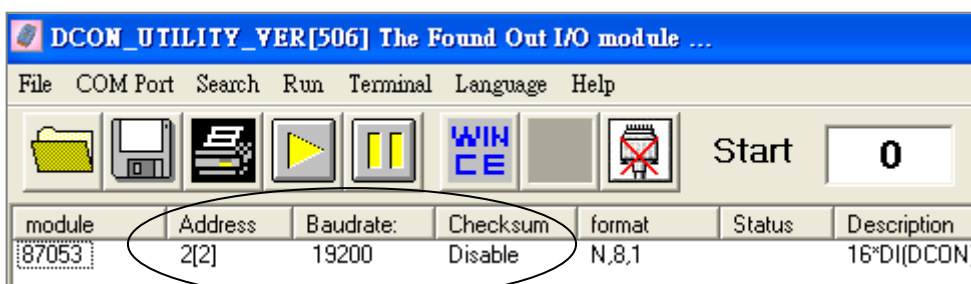 DCON_UTILITY_VER[506] The Found Out I/O module ...
File COM Port Search Run Terminal Language Help
WIN CE Start 0
module Address Baudrate: Checksum format Status Description
87053 2[2] 19200 Disable N,8,1 16*DI(DCON)